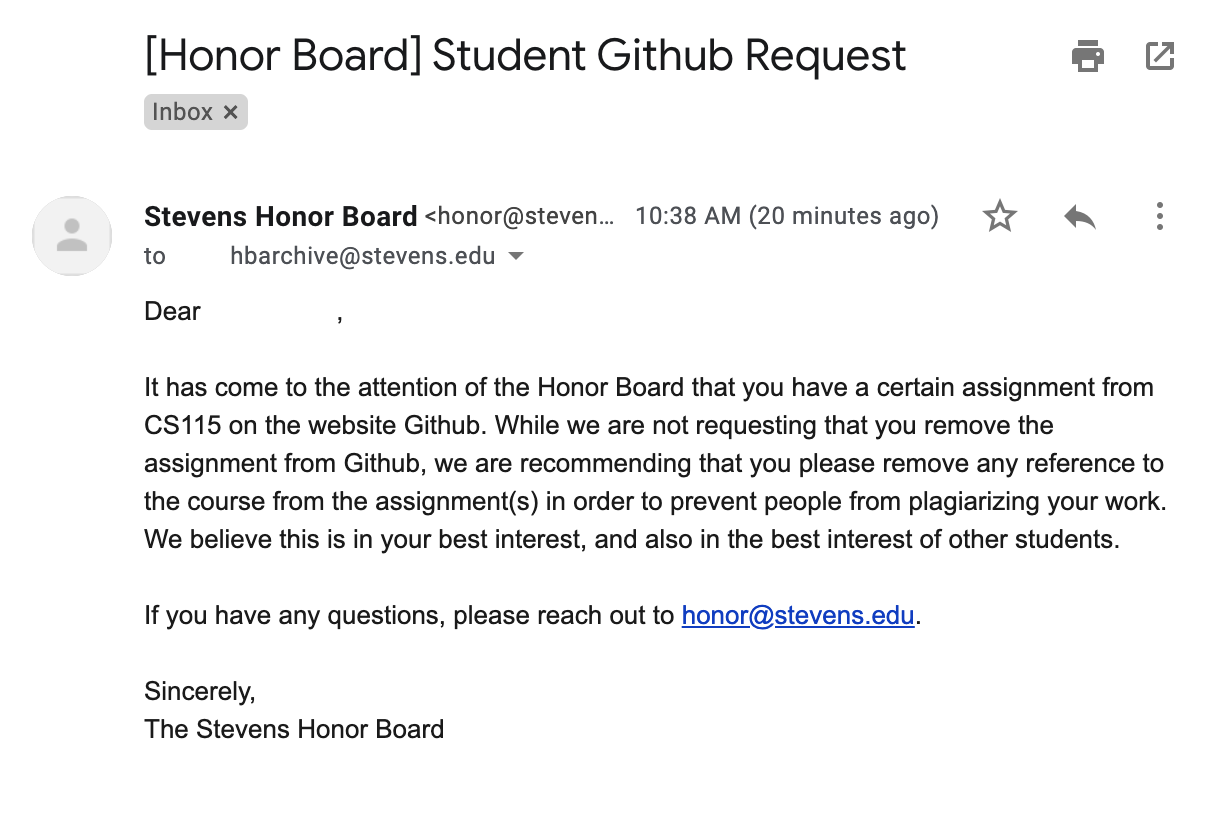 [Honor Board] Student Github Request
Inbox ×
Stevens Honor Board <honor@steven... 10:38 AM (20 minutes ago)
to hbarchive@stevens.edu
Dear ,
It has come to the attention of the Honor Board that you have a certain assignment from
CS115 on the website Github. While we are not requesting that you remove the
assignment from Github, we are recommending that you please remove any reference to
the course from the assignment(s) in order to prevent people from plagiarizing your work.
We believe this is in your best interest, and also in the best interest of other students.
If you have any questions, please reach out to honor@stevens.edu.
Sincerely,
The Stevens Honor Board